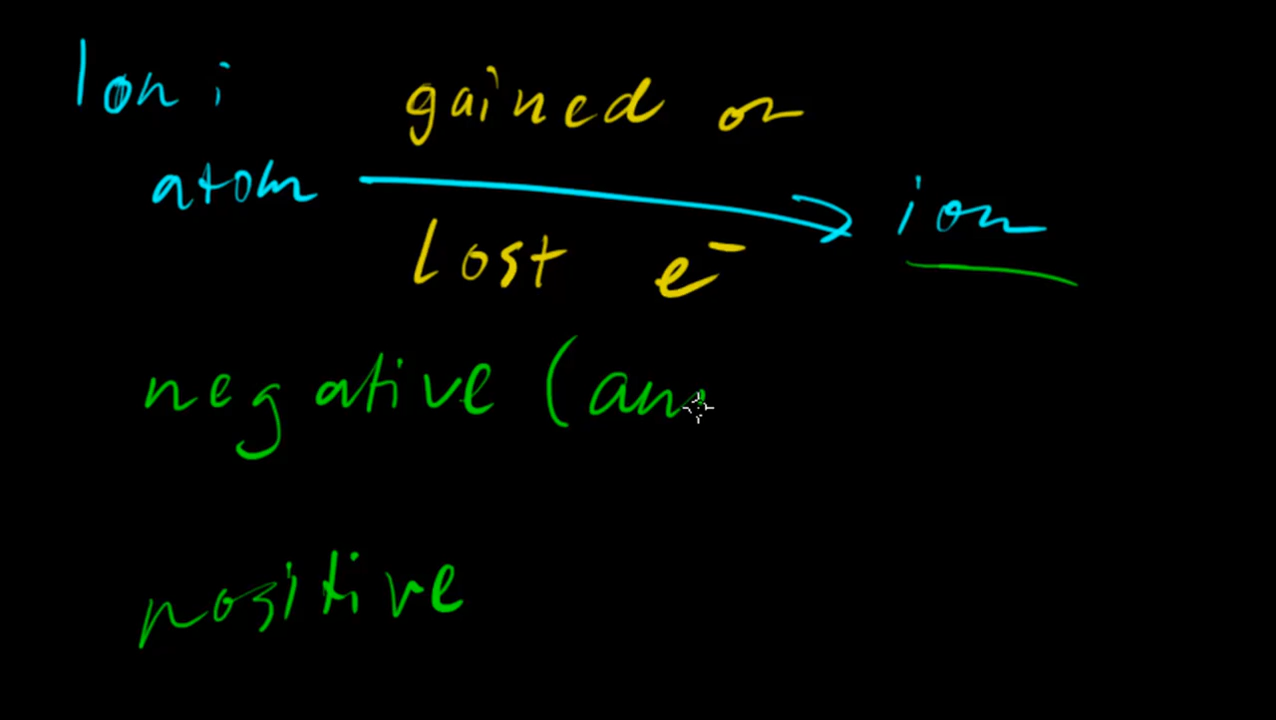 Ion:
gained or
atom → ion
lost e⁻
negative (an
positive